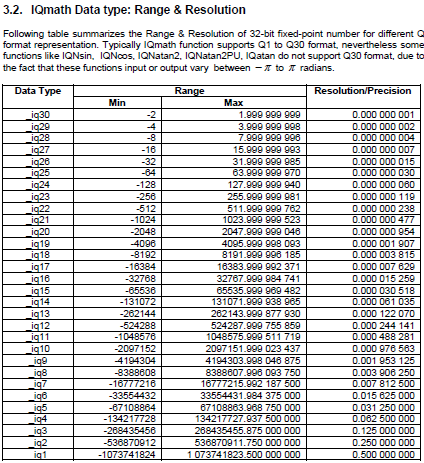 3.2. IQmath Data type: Range & Resolution
Following table summarizes the Range & Resolution of 32-bit fixed-point number for different Q
format representation. Typically IQmath function supports Q1 to Q30 format, nevertheless some
functions like IQNsin, IQNcos, IQNatan2, IQNatan2PU, IQatan do not support Q30 format, due to
the fact that these functions input or output vary between − π to π radians.
Data Type Range Resolution/Precision
Min Max
_iq30 -2 1.999 999 999 0.000 000 001
_iq29 -4 3.999 999 998 0.000 000 002
_iq28 -8 7.999 999 996 0.000 000 004
_iq27 -16 15.999 999 993 0.000 000 007
_iq26 -32 31.999 999 985 0.000 000 015
_iq25 -64 63.999 999 970 0.000 000 030
_iq24 -128 127.999 999 940 0.000 000 060
_iq23 -256 255.999 999 981 0.000 000 119
_iq22 -512 511.999 999 762 0.000 000 238
_iq21 -1024 1023.999 999 523 0.000 000 477
_iq20 -2048 2047.999 999 046 0.000 000 954
_iq19 -4096 4095.999 998 093 0.000 001 907
_iq18 -8192 8191.999 996 185 0.000 003 815
_iq17 -16384 16383.999 992 371 0.000 007 629
_iq16 -32768 32767.999 984 741 0.000 015 259
_iq15 -65536 65535.999 969 482 0.000 030 518
_iq14 -131072 131071.999 938 965 0.000 061 035
_iq13 -262144 262143.999 877 930 0.000 122 070
_iq12 -524288 524287.999 755 859 0.000 244 141
_iq11 -1048576 1048575.999 511 719 0.000 488 281
_iq10 -2097152 2097151.999 023 437 0.000 976 563
_iq9 -4194304 4194303.998 046 875 0.001 953 125
_iq8 -8388608 8388607.996 093 750 0.003 906 250
_iq7 -16777216 16777215.992 187 500 0.007 812 500
_iq6 -33554432 33554431.984 375 000 0.015 625 000
_iq5 -67108864 67108863.968 750 000 0.031 250 000
_iq4 -134217728 134217727.937 500 000 0.062 500 000
_iq3 -268435456 268435455.875 000 000 0.125 000 000
_iq2 -536870912 536870911.750 000 000 0.250 000 000
_iq1 -1073741824 1 073741823.500 000 000 0.500 000 000